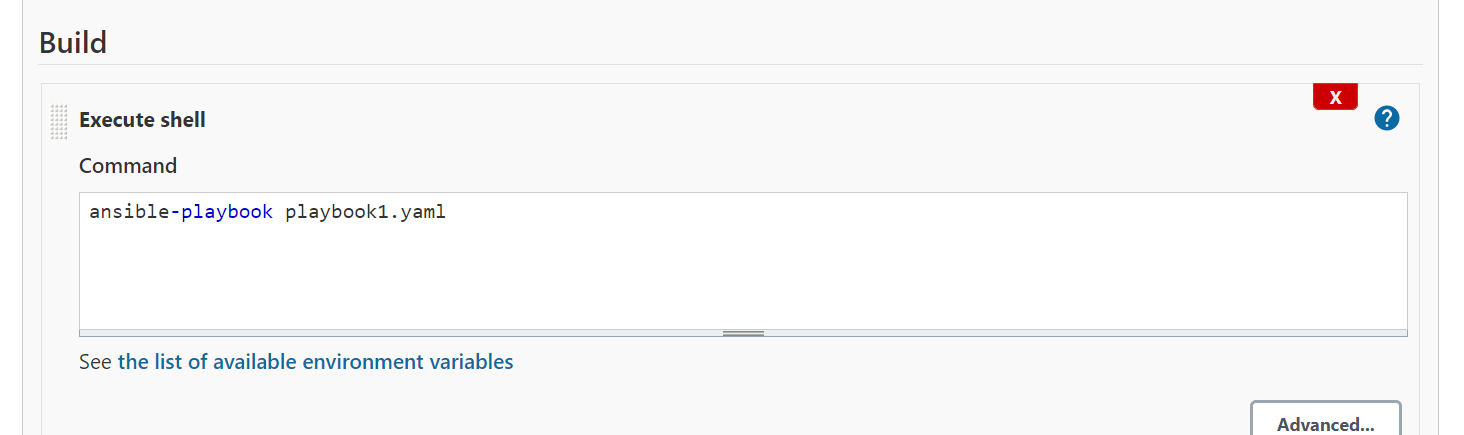 Build
X
Execute shell
?
Command
ansible-playbook playbook1.yaml
See the list of available environment variables
Advanced...